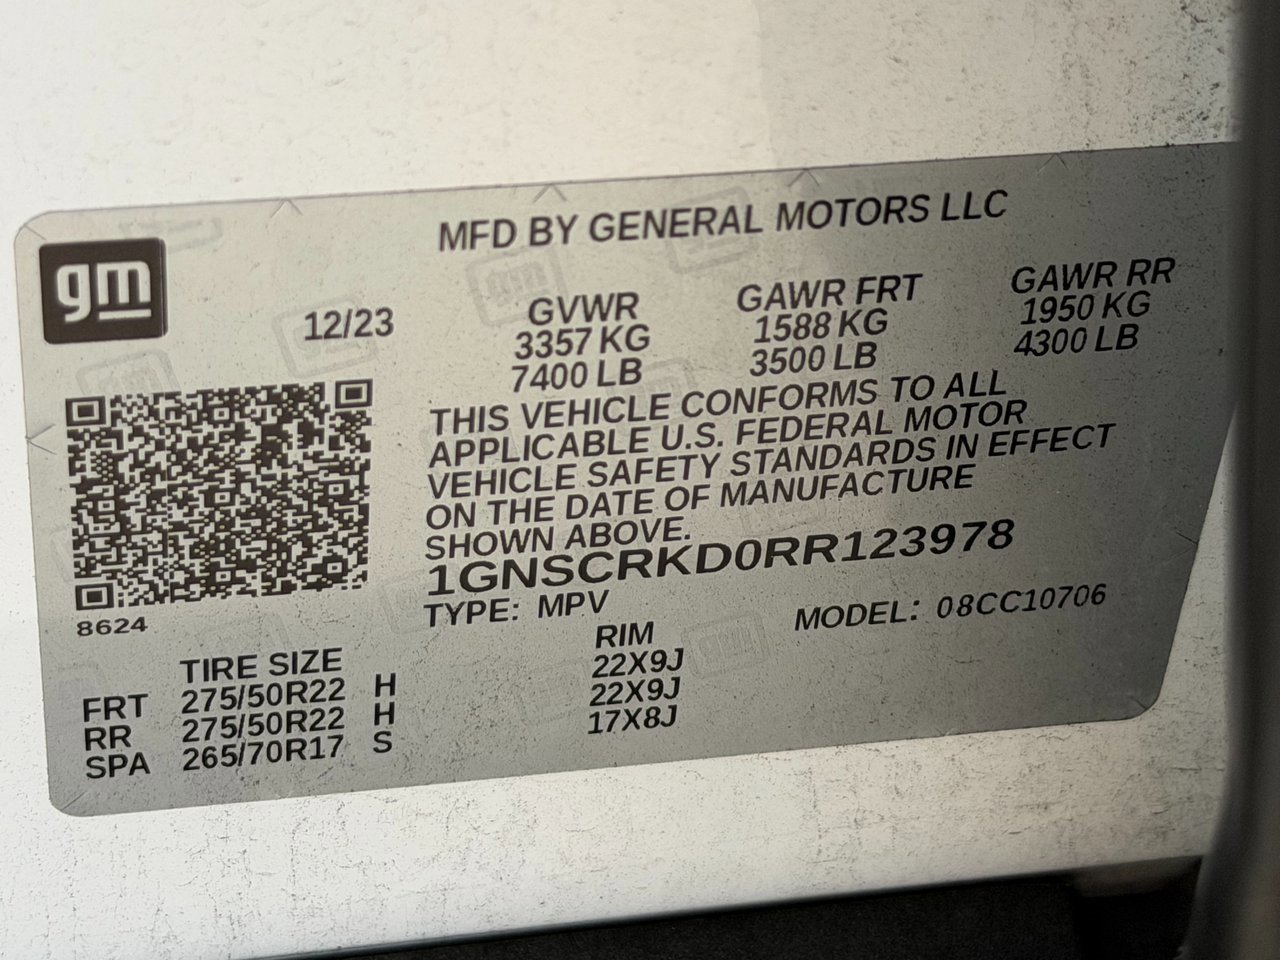 MFD BY GENERAL MOTORS LLC
gm
12/23
GVWR GAWR FRT GAWR RR
3357 KG 1588 KG 1950 KG
7400 LB 3500 LB 4300 LB
THIS VEHICLE CONFORMS TO ALL
APPLICABLE U.S. FEDERAL MOTOR
VEHICLE SAFETY STANDARDS IN EFFECT
ON THE DATE OF MANUFACTURE
SHOWN ABOVE.
1GNSCRKD0RR123978
TYPE: MPV MODEL: 08CC10706
8624
TIRE SIZE RIM
FRT 275/50R22 H 22X9J
RR 275/50R22 H 22X9J
SPA 265/70R17 S 17X8J